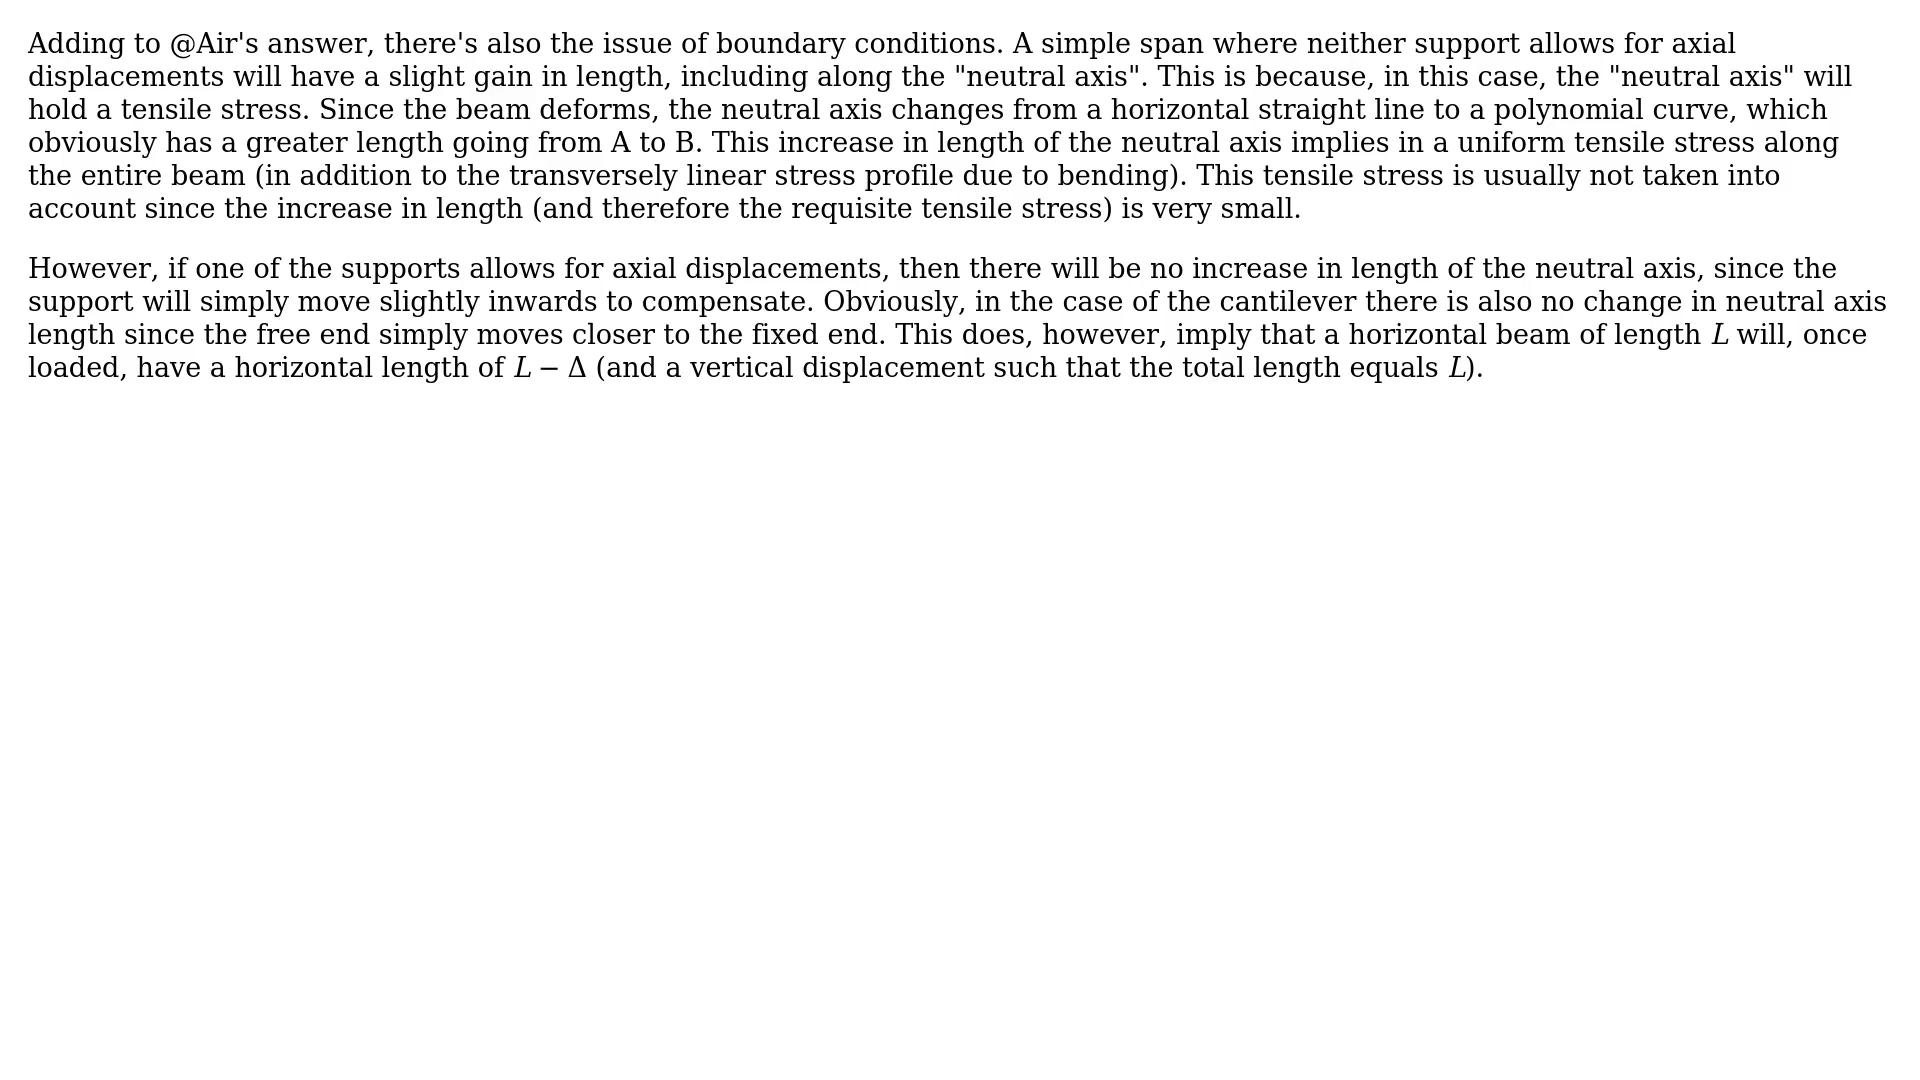 Adding to @Air's answer, there's also the issue of boundary conditions. A simple span where neither support allows for axial
displacements will have a slight gain in length, including along the "neutral axis". This is because, in this case, the "neutral axis" will
hold a tensile stress. Since the beam deforms, the neutral axis changes from a horizontal straight line to a polynomial curve, which
obviously has a greater length going from A to B. This increase in length of the neutral axis implies in a uniform tensile stress along
the entire beam (in addition to the transversely linear stress profile due to bending). This tensile stress is usually not taken into
account since the increase in length (and therefore the requisite tensile stress) is very small.
However, if one of the supports allows for axial displacements, then there will be no increase in length of the neutral axis, since the
support will simply move slightly inwards to compensate. Obviously, in the case of the cantilever there is also no change in neutral axis
length since the free end simply moves closer to the fixed end. This does, however, imply that a horizontal beam of length L will, once
loaded, have a horizontal length of L − Δ (and a vertical displacement such that the total length equals L).